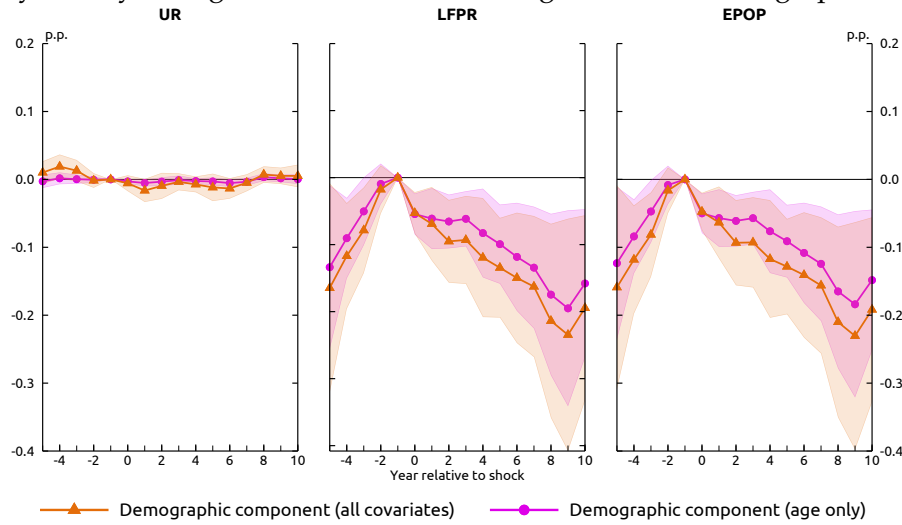 UR LFPR EPOP
p.p. p.p.
0.2 0.2
0.1 0.1
0.0 0.0
-0.1 -0.1
-0.2 -0.2
-0.3 -0.3
-0.4 -0.4
-4 -2 0 2 4 6 8 10 -4 -2 0 2 4 6 8 10 -4 -2 0 2 4 6 8 10
Year relative to shock
Demographic component (all covariates) Demographic component (age only)